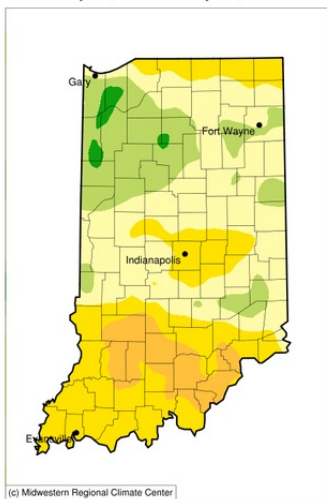 Gary
Fort Wayne
Indianapolis
Evansville
(c) Midwestern Regional Climate Center